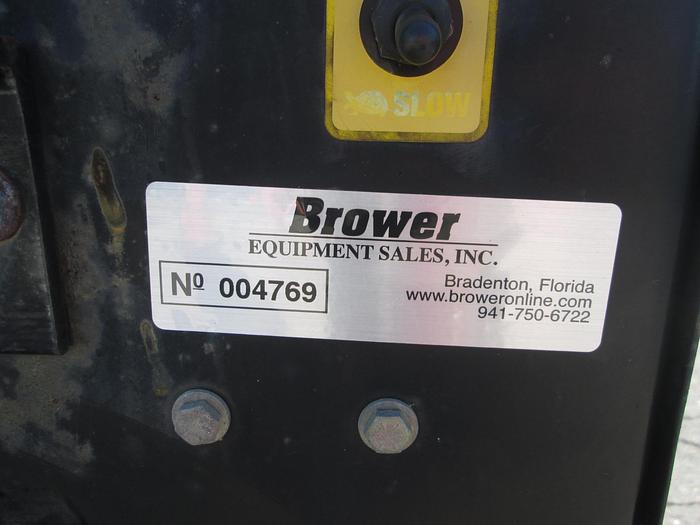 SLOW
Brower
EQUIPMENT SALES, INC.
Nº 004769
Bradenton, Florida
www.broweronline.com
941-750-6722